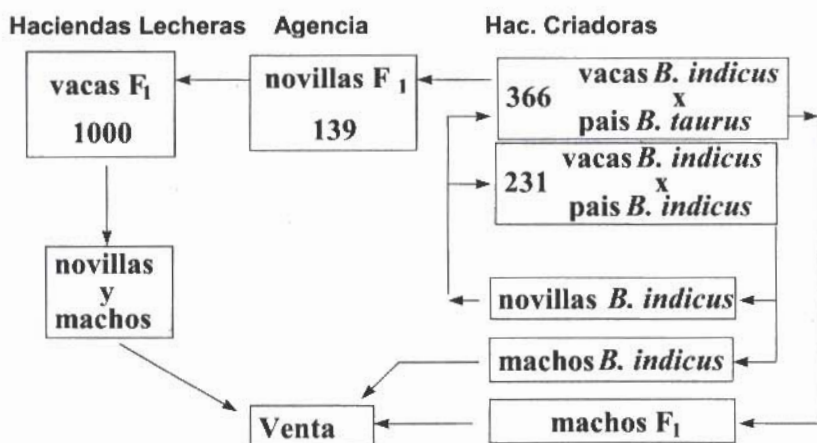 Haciendas Lecheras Agencia Hac. Criadoras
vacas F1
1000
novillas F1
139
366 vacas B. indicus
x
pais B. taurus
231 vacas B. indicus
x
pais B. indicus
novillas
y
machos
novillas B. indicus
machos B. indicus
Venta
machos F1